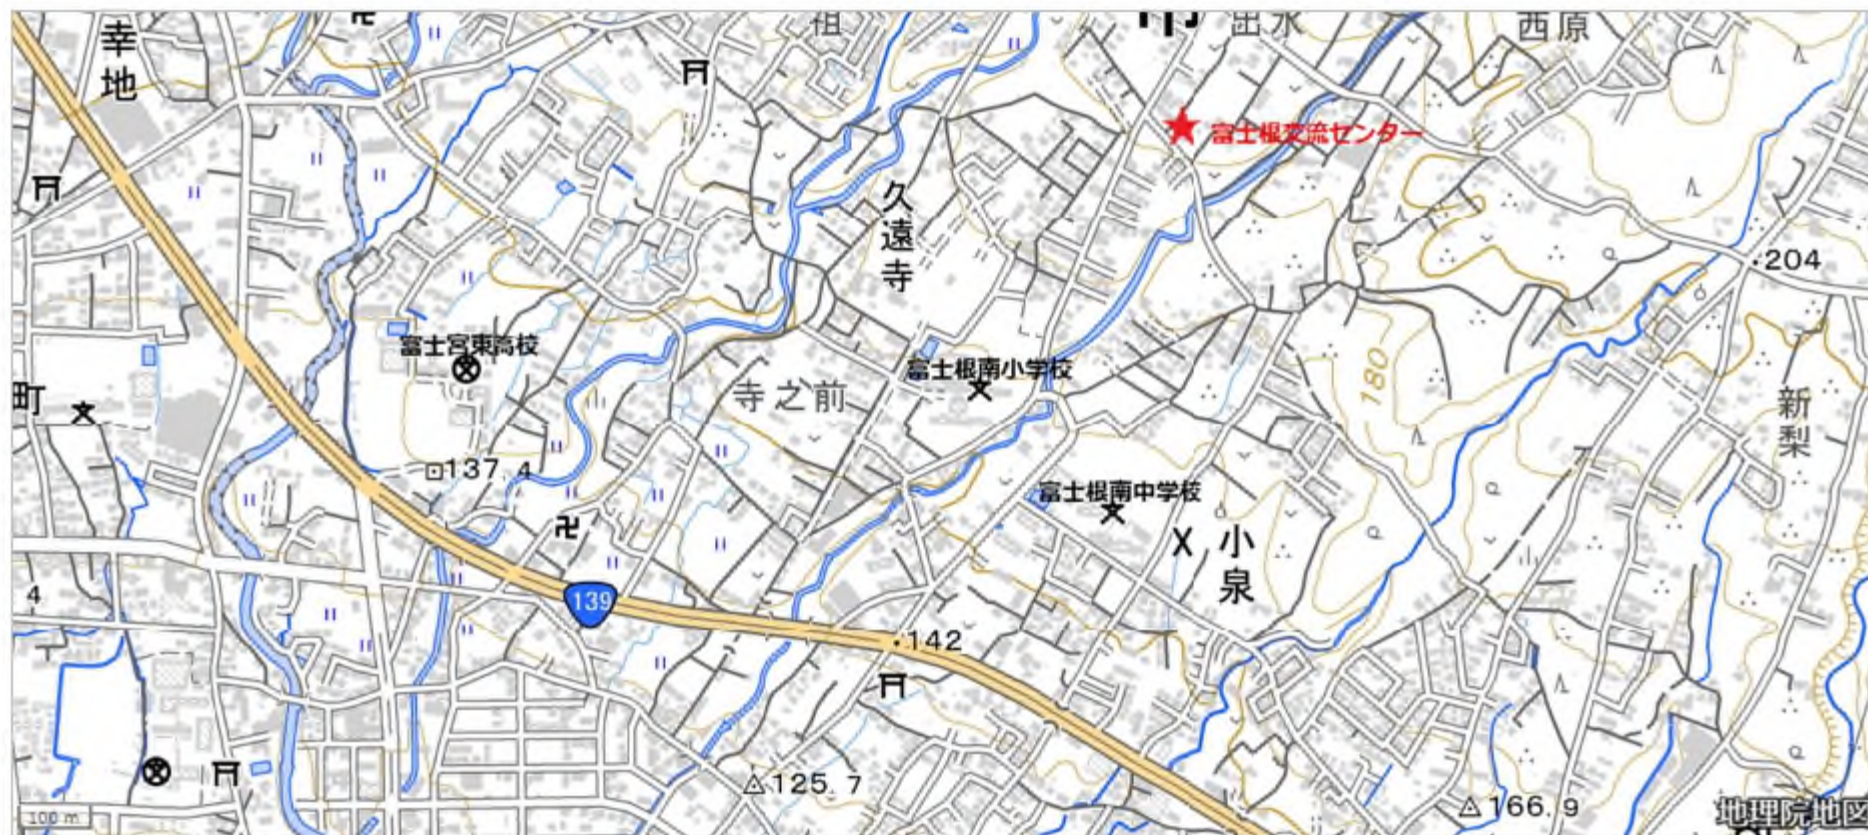 幸地
祖
出水
西原
富士根交流センター
久遠寺
204
富士宮東高校
富士根南小学校
寺之前
180
新梨
町
137.4
富士根南中学校
小泉
139
4
142
125.7
166.9
100 m
地理院地図